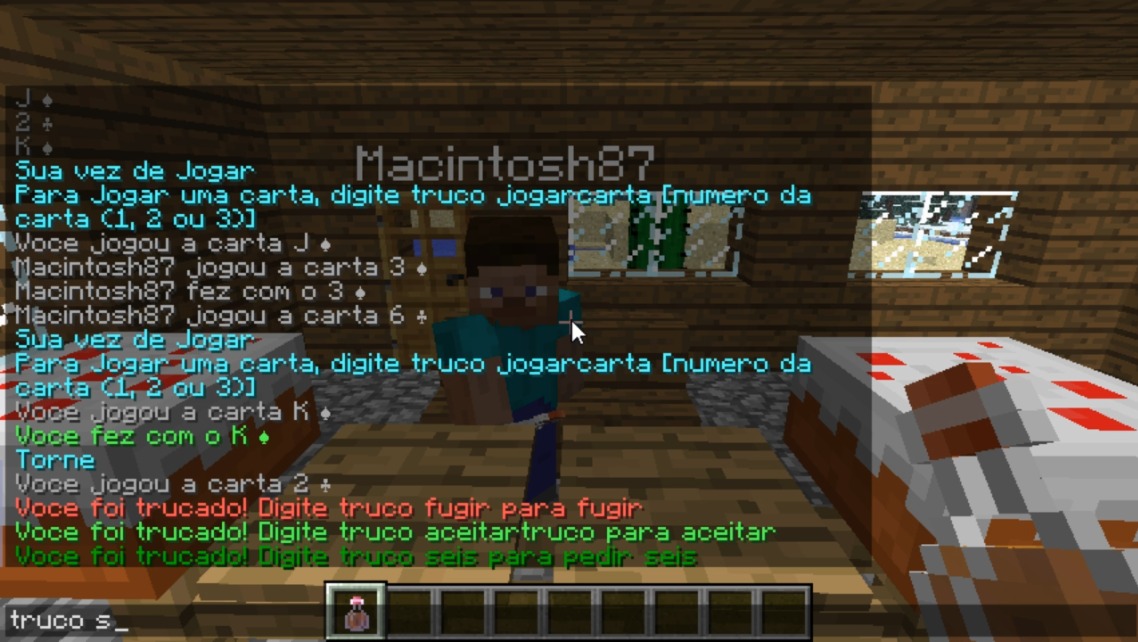 J ♠
2 ♣
K ♠
Sua vez de Jogar
Macintosh87
Para Jogar uma carta, digite truco jogarcarta [numero da
carta (1, 2 ou 3)]
Voce jogou a carta J ♠
Macintosh87 jogou a carta 3 ♠
Macintosh87 fez com o 3 ♠
Macintosh87 jogou a carta 6 ♣
Sua vez de Jogar
Para Jogar uma carta, digite truco jogarcarta [numero da
carta (1, 2 ou 3)]
Voce jogou a carta K ♠
Voce fez com o K ♠
Torne
Voce jogou a carta 2 ♣
Voce foi trucado! Digite truco fugir para fugir
Voce foi trucado! Digite truco aceitartruco para aceitar
Voce foi trucado! Digite truco seis para pedir seis
truco s_